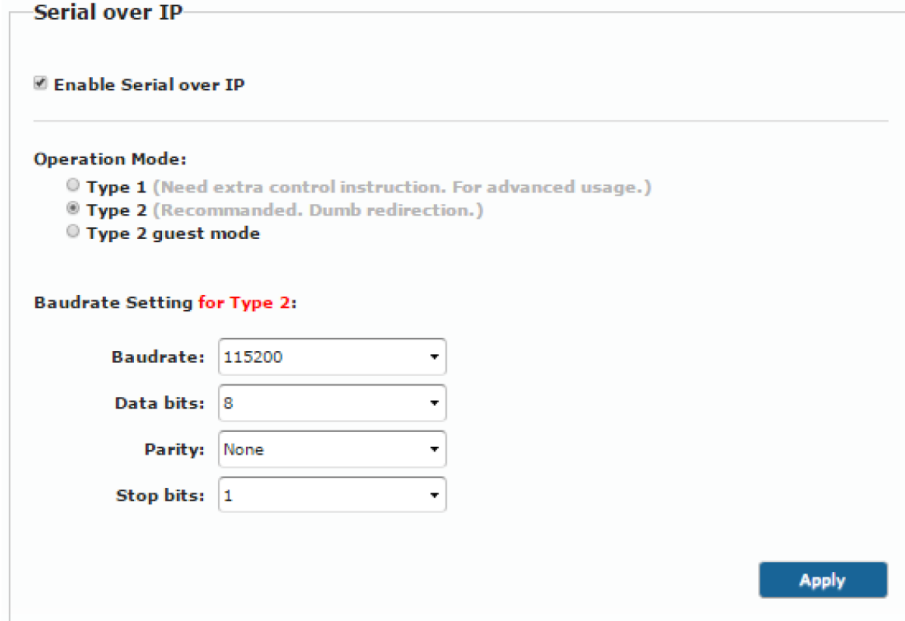 Serial over IP
Enable Serial over IP
Operation Mode:
Type 1 (Need extra control instruction. For advanced usage.)
Type 2 (Recommanded. Dumb redirection.)
Type 2 guest mode
Baudrate Setting for Type 2:
Baudrate: 115200
Data bits: 8
Parity: None
Stop bits: 1
Apply